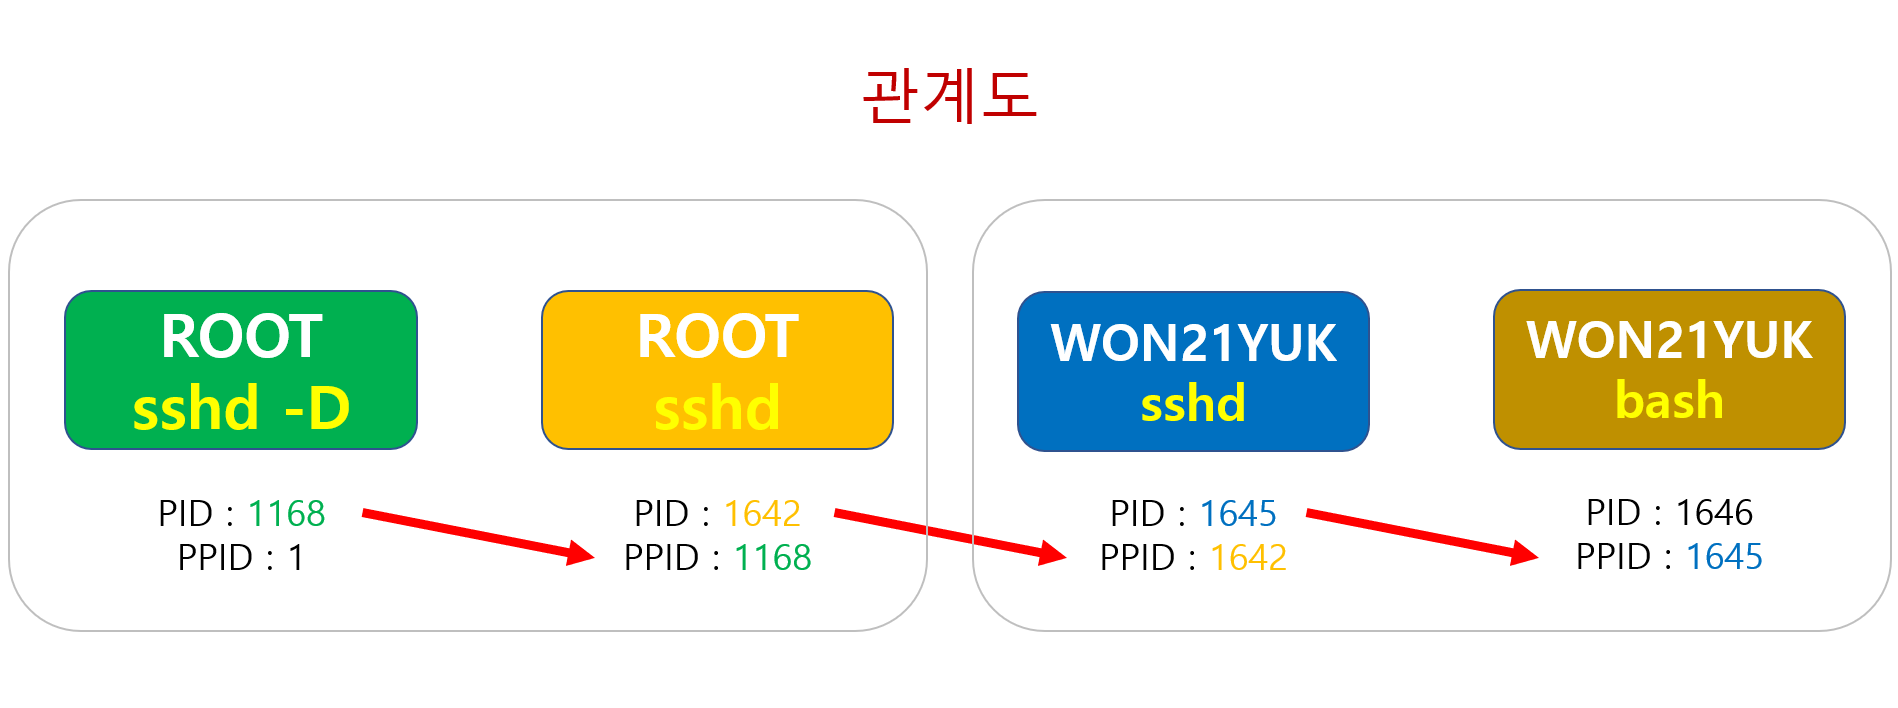 관계도
ROOT
sshd -D
PID : 1168
PPID : 1
ROOT
sshd
PID : 1642
PPID : 1168
WON21YUK
sshd
PID : 1645
PPID : 1642
WON21YUK
bash
PID : 1646
PPID : 1645